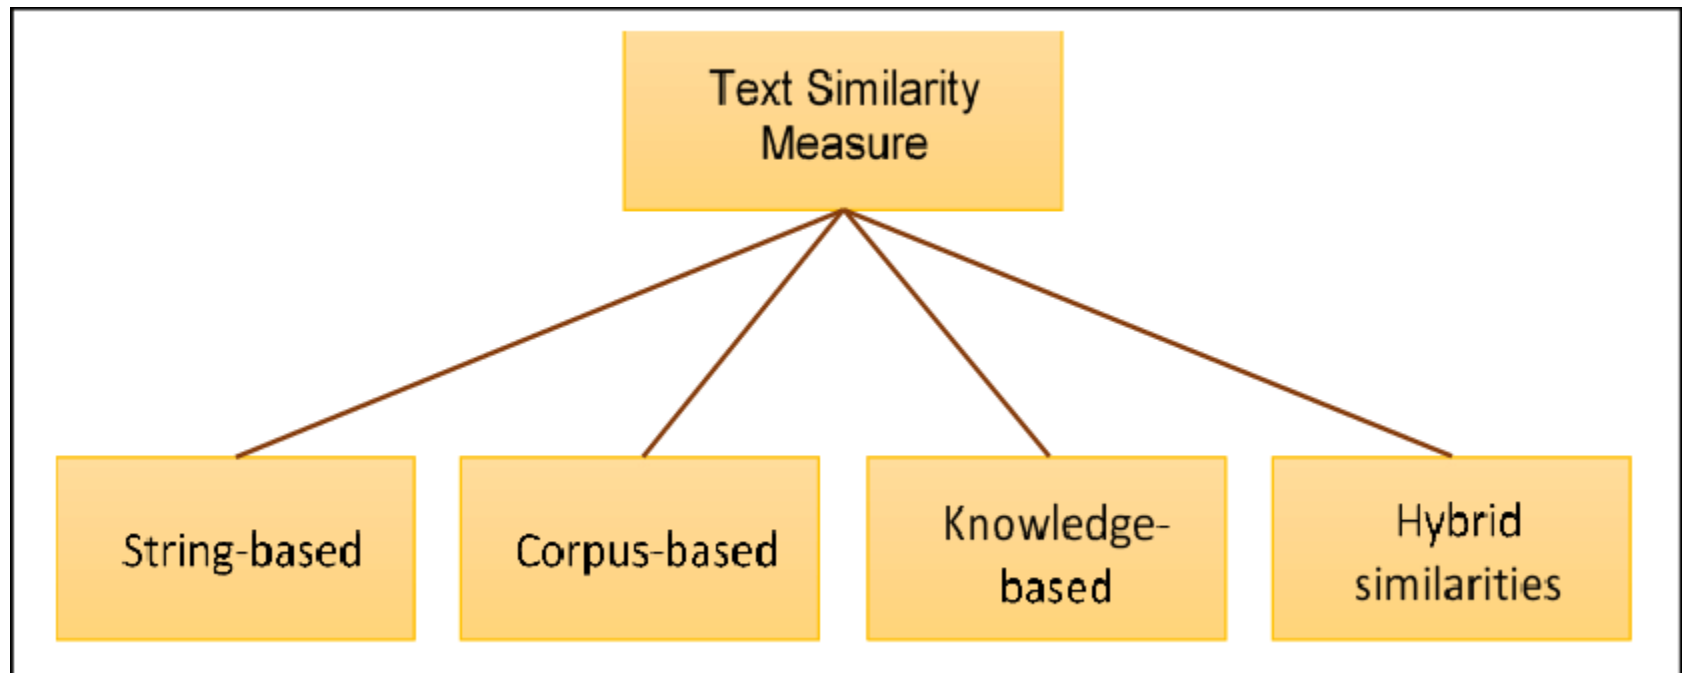 Text Similarity
Measure
String-based
Corpus-based
Knowledge-
based
Hybrid
similarities